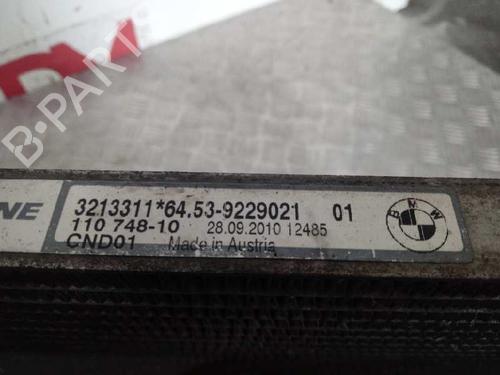 B-PARTS
NE
3213311*64.53-9229021 01
110 748-10 28.09.2010 12485
CND01 Made in Austria
BMW